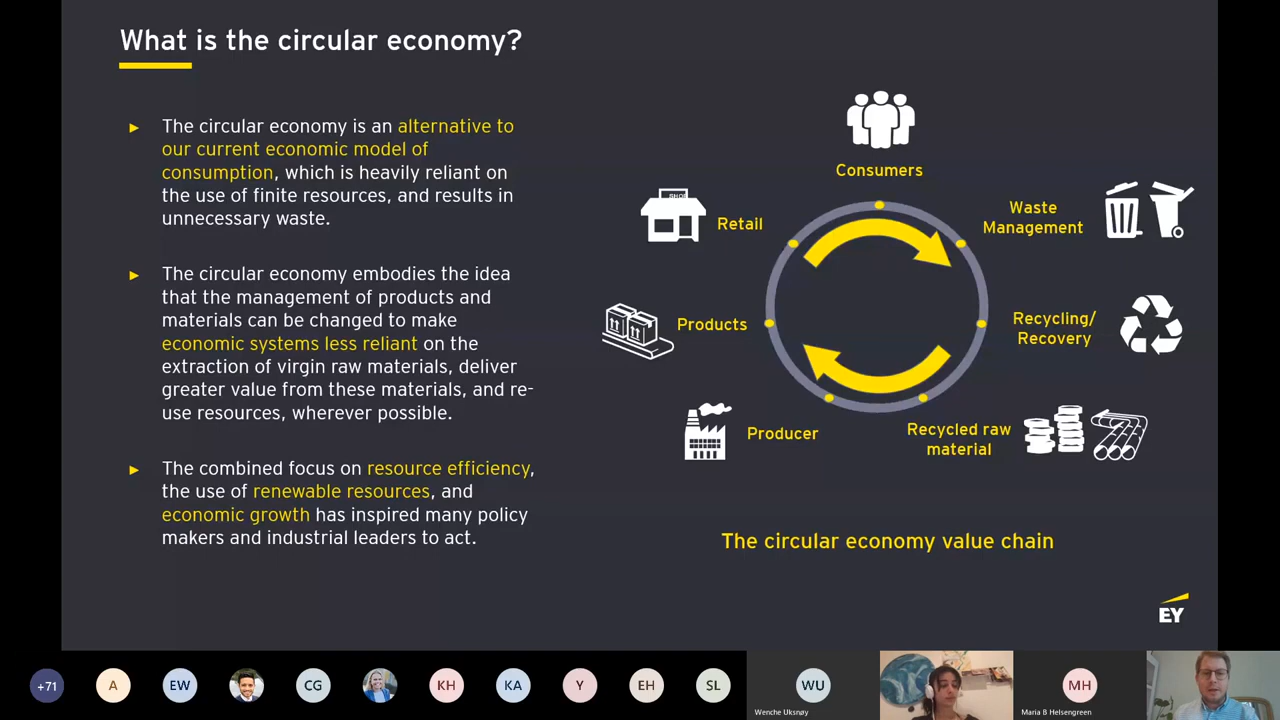 What is the circular economy?
The circular economy is an alternative to
our current economic model of
consumption, which is heavily reliant on
the use of finite resources, and results in
unnecessary waste.
The circular economy embodies the idea
that the management of products and
materials can be changed to make
economic systems less reliant on the
extraction of virgin raw materials, deliver
greater value from these materials, and re-
use resources, wherever possible.
The combined focus on resource efficiency,
the use of renewable resources, and
economic growth has inspired many policy
makers and industrial leaders to act.
Consumers
Waste
Management
Recycling/
Recovery
Recycled raw
material
Producer
Products
Retail
SHOP
The circular economy value chain
EY
+71
A
EW
CG
KH
KA
Y
EH
SL
WU
Wenche Uksnøy
MH
Maria B Helsengreen